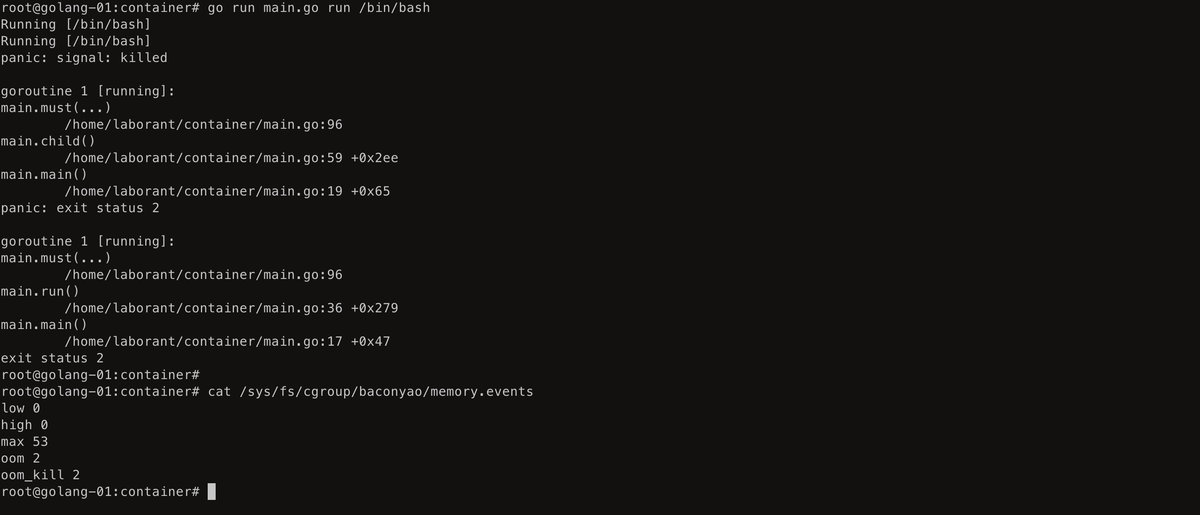 root@golang-01:container# go run main.go run /bin/bash
Running [/bin/bash]
Running [/bin/bash]
panic: signal: killed

goroutine 1 [running]:
main.must(...)
        /home/laborant/container/main.go:96
main.child()
        /home/laborant/container/main.go:59 +0x2ee
main.main()
        /home/laborant/container/main.go:19 +0x65
panic: exit status 2

goroutine 1 [running]:
main.must(...)
        /home/laborant/container/main.go:96
main.run()
        /home/laborant/container/main.go:36 +0x279
main.main()
        /home/laborant/container/main.go:17 +0x47
exit status 2
root@golang-01:container#
root@golang-01:container# cat /sys/fs/cgroup/baconyao/memory.events
low 0
high 0
max 53
oom 2
oom_kill 2
root@golang-01:container#